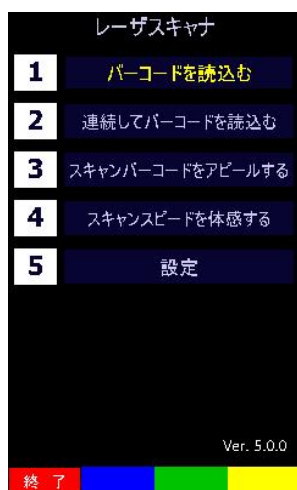 レーザスキャナ
1 バーコードを読込む
2 連続してバーコードを読込む
3 スキャンバーコードをアピールする
4 スキャンスピードを体感する
5 設定
Ver. 5.0.0
終 了